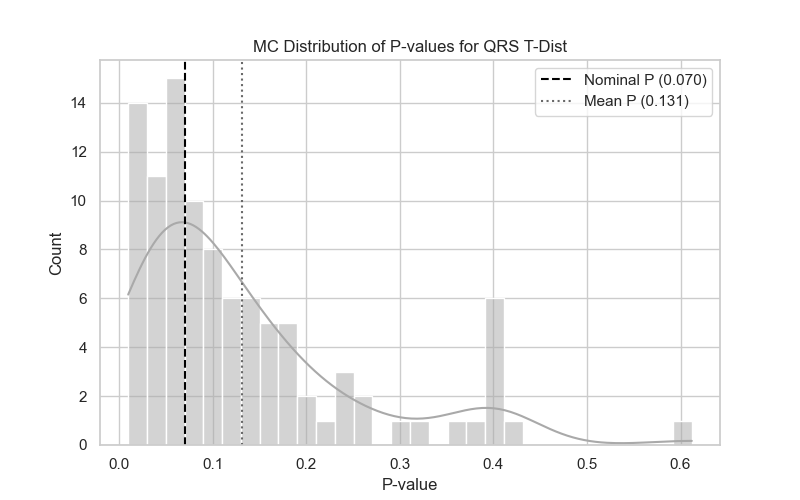 MC Distribution of P-values for QRS T-Dist
Nominal P (0.070)
Mean P (0.131)
Count
14
12
10
8
6
4
2
0
0.0 0.1 0.2 0.3 0.4 0.5 0.6
P-value